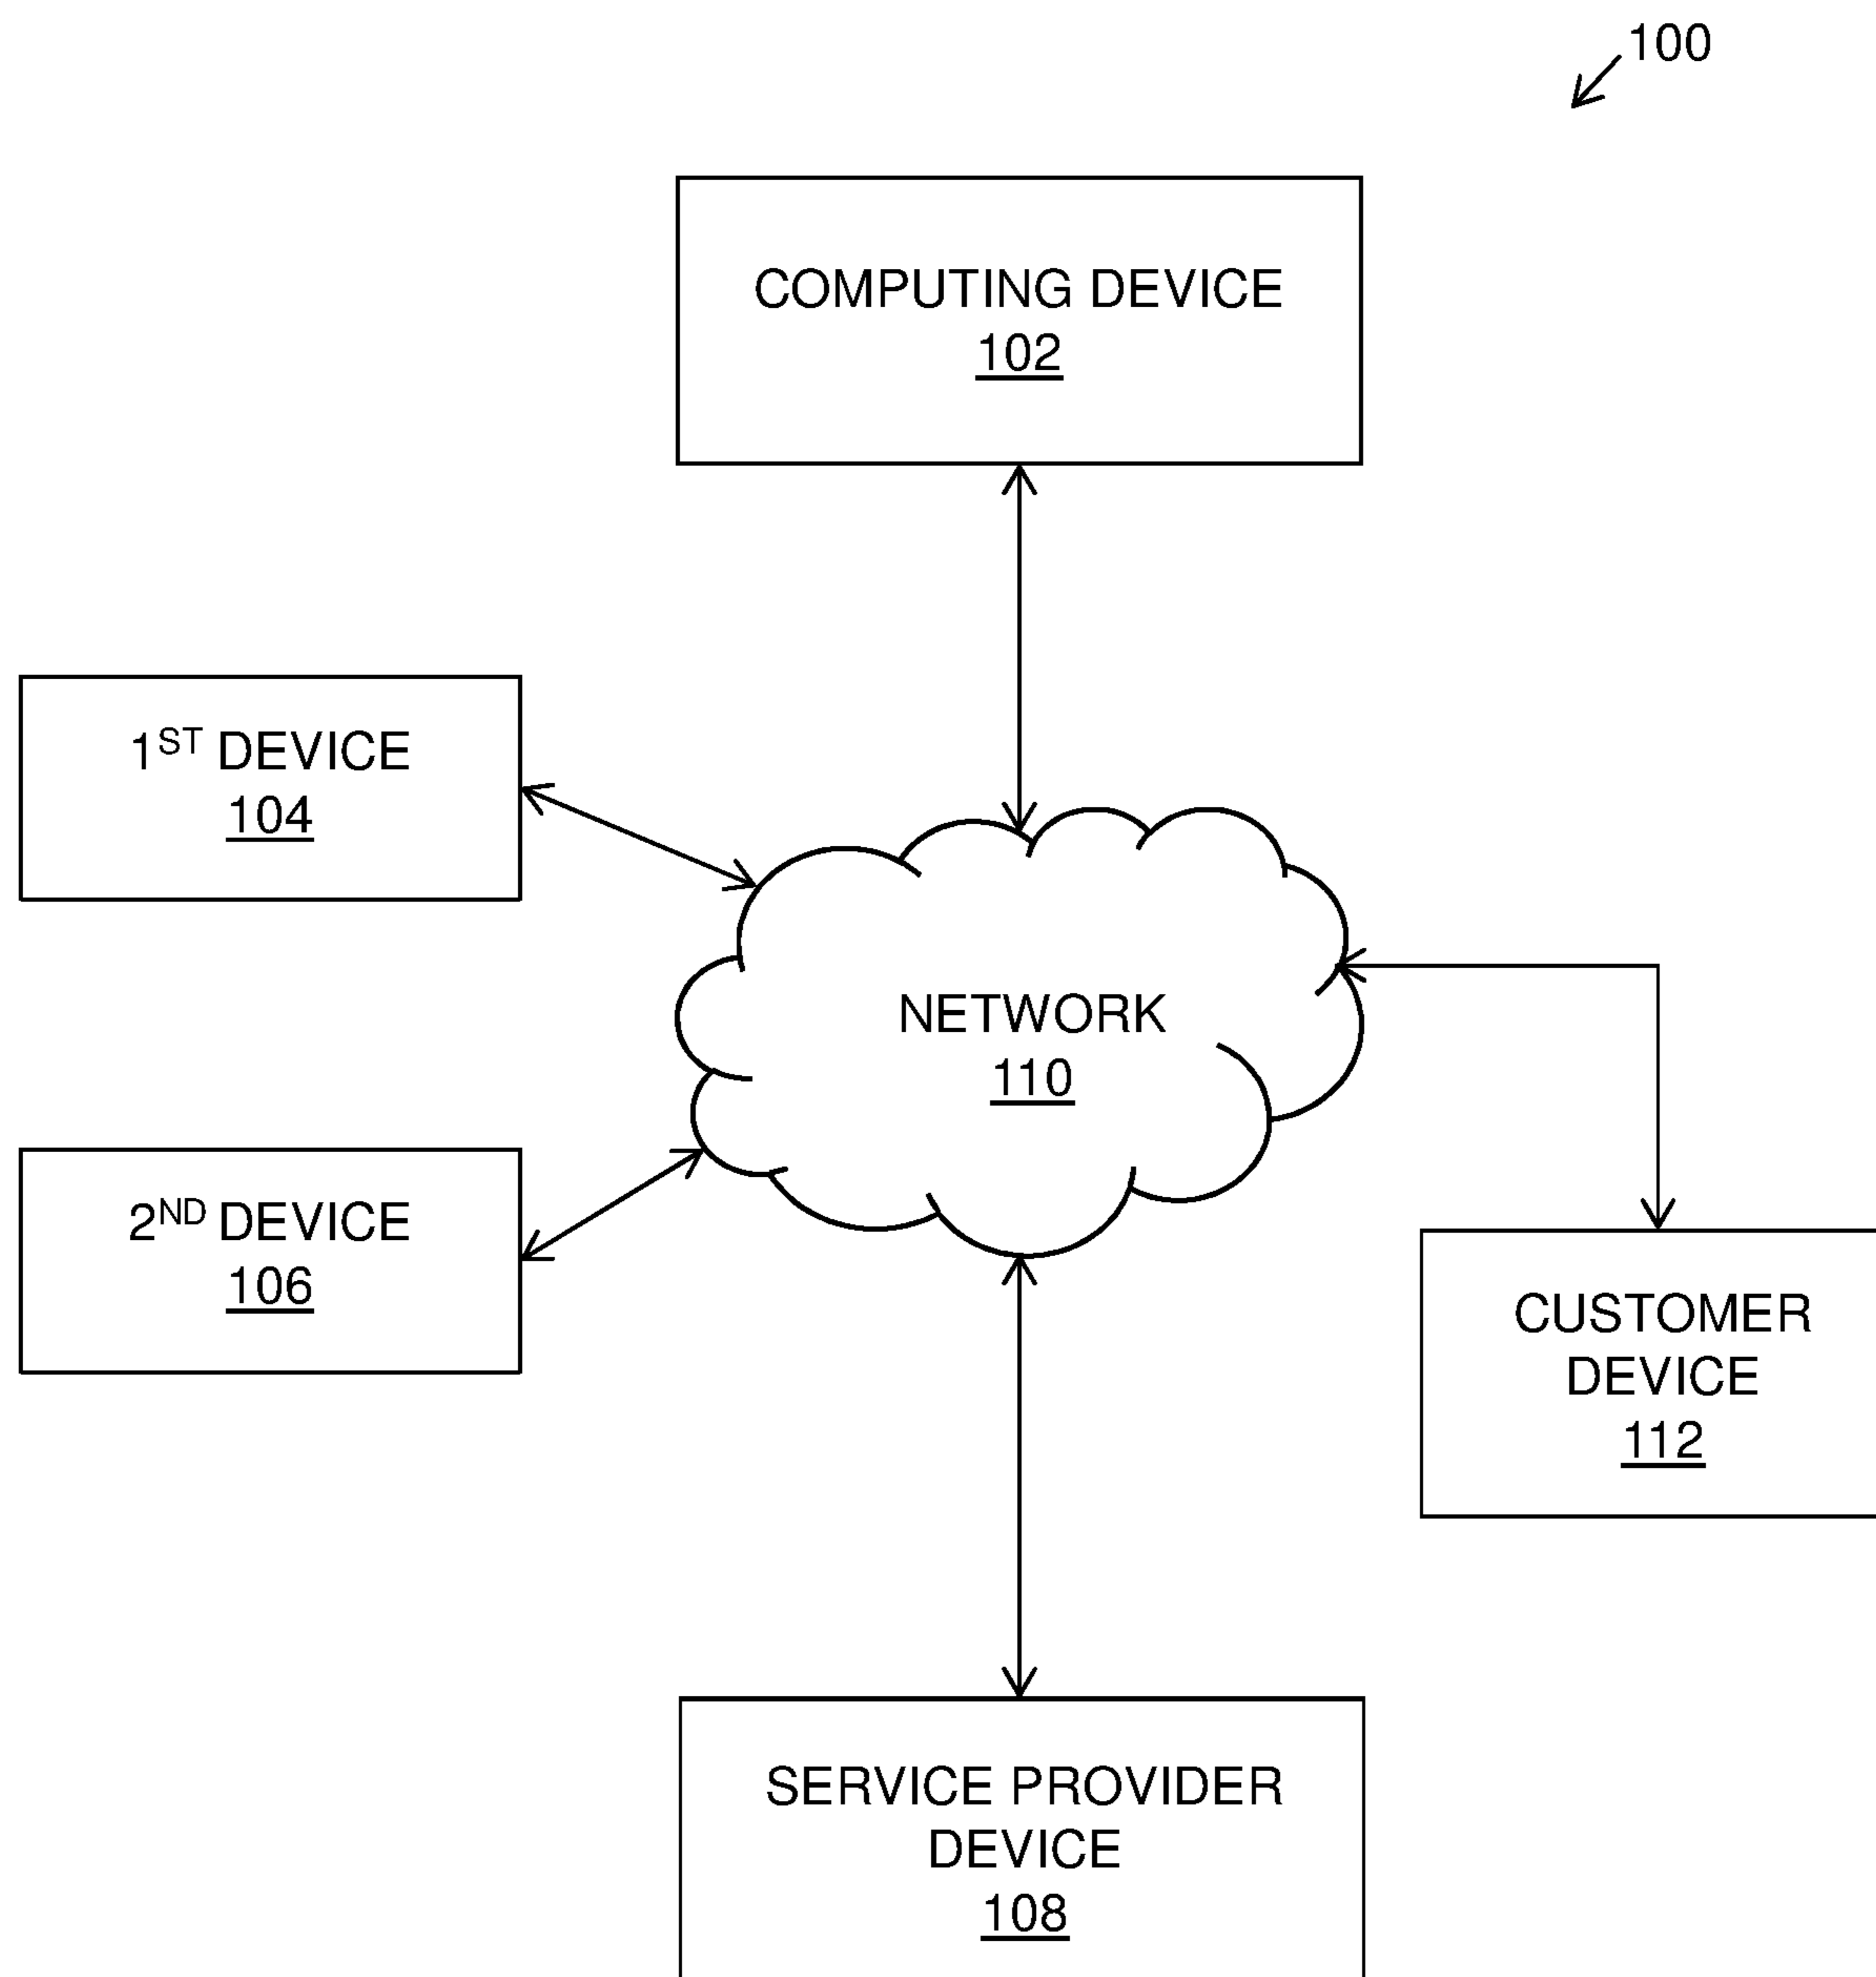 100
COMPUTING DEVICE
102
1ST DEVICE
104
NETWORK
110
2ND DEVICE
106
CUSTOMER
DEVICE
112
SERVICE PROVIDER
DEVICE
108